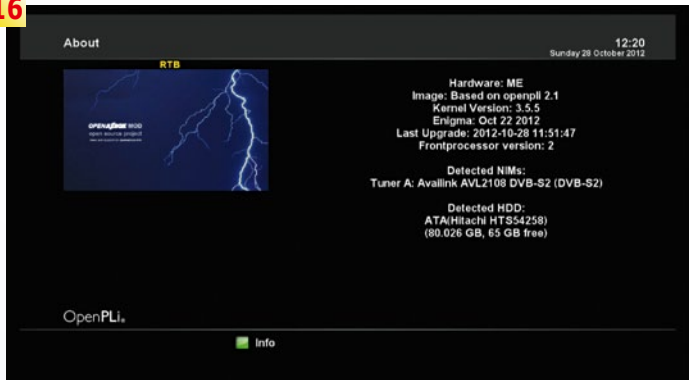 16
About
12:20
Sunday 28 October 2012
RTB
OPENAZBOX MOD
open source project
Hardware: ME
Image: Based on openpli 2.1
Kernel Version: 3.5.5
Enigma: Oct 22 2012
Last Upgrade: 2012-10-28 11:51:47
Frontprocessor version: 2
Detected NIMs:
Tuner A: Availink AVL2108 DVB-S2 (DVB-S2)
Detected HDD:
ATA(Hitachi HTS54258)
(80.026 GB, 65 GB free)
OpenPLi®
Info